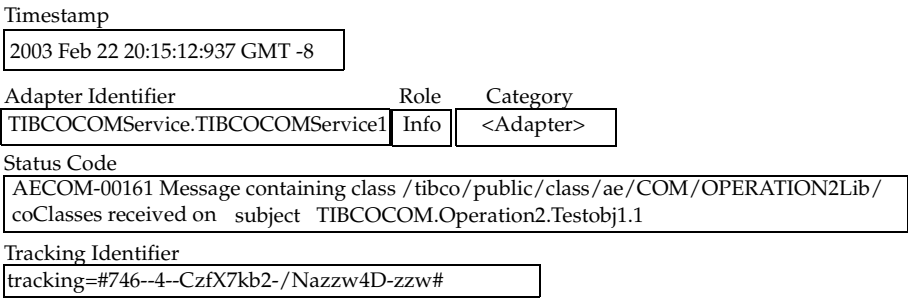 Timestamp
2003 Feb 22 20:15:12:937 GMT -8
Adapter Identifier Role Category
TIBCOCOMService.TIBCOCOMService1 Info <Adapter>
Status Code
AECOM-00161 Message containing class /tibco/public/class/ae/COM/OPERATION2Lib/
coClasses received on subject TIBCOCOM.Operation2.Testobj1.1
Tracking Identifier
tracking=#746--4--CzfX7kb2-/Nazzw4D-zzw#